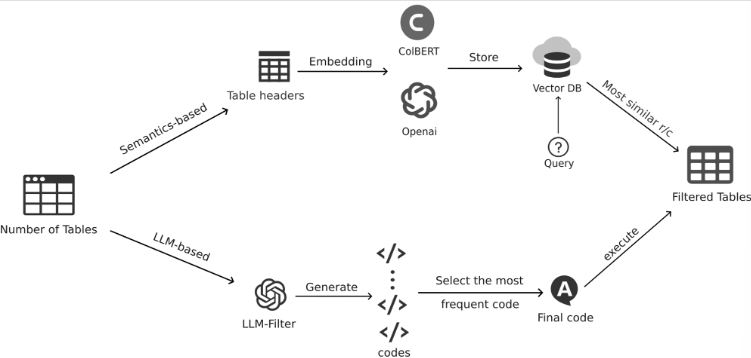 C
ColBERT
Embedding
Store
Table headers
Openai
Vector DB
Most similar r/c
Semantics-based
?
Query
Number of Tables
Filtered Tables
LLM-based
</>
execute
Generate
Select the most
frequent code
A
</>
LLM-Filter
Final code
</>
codes